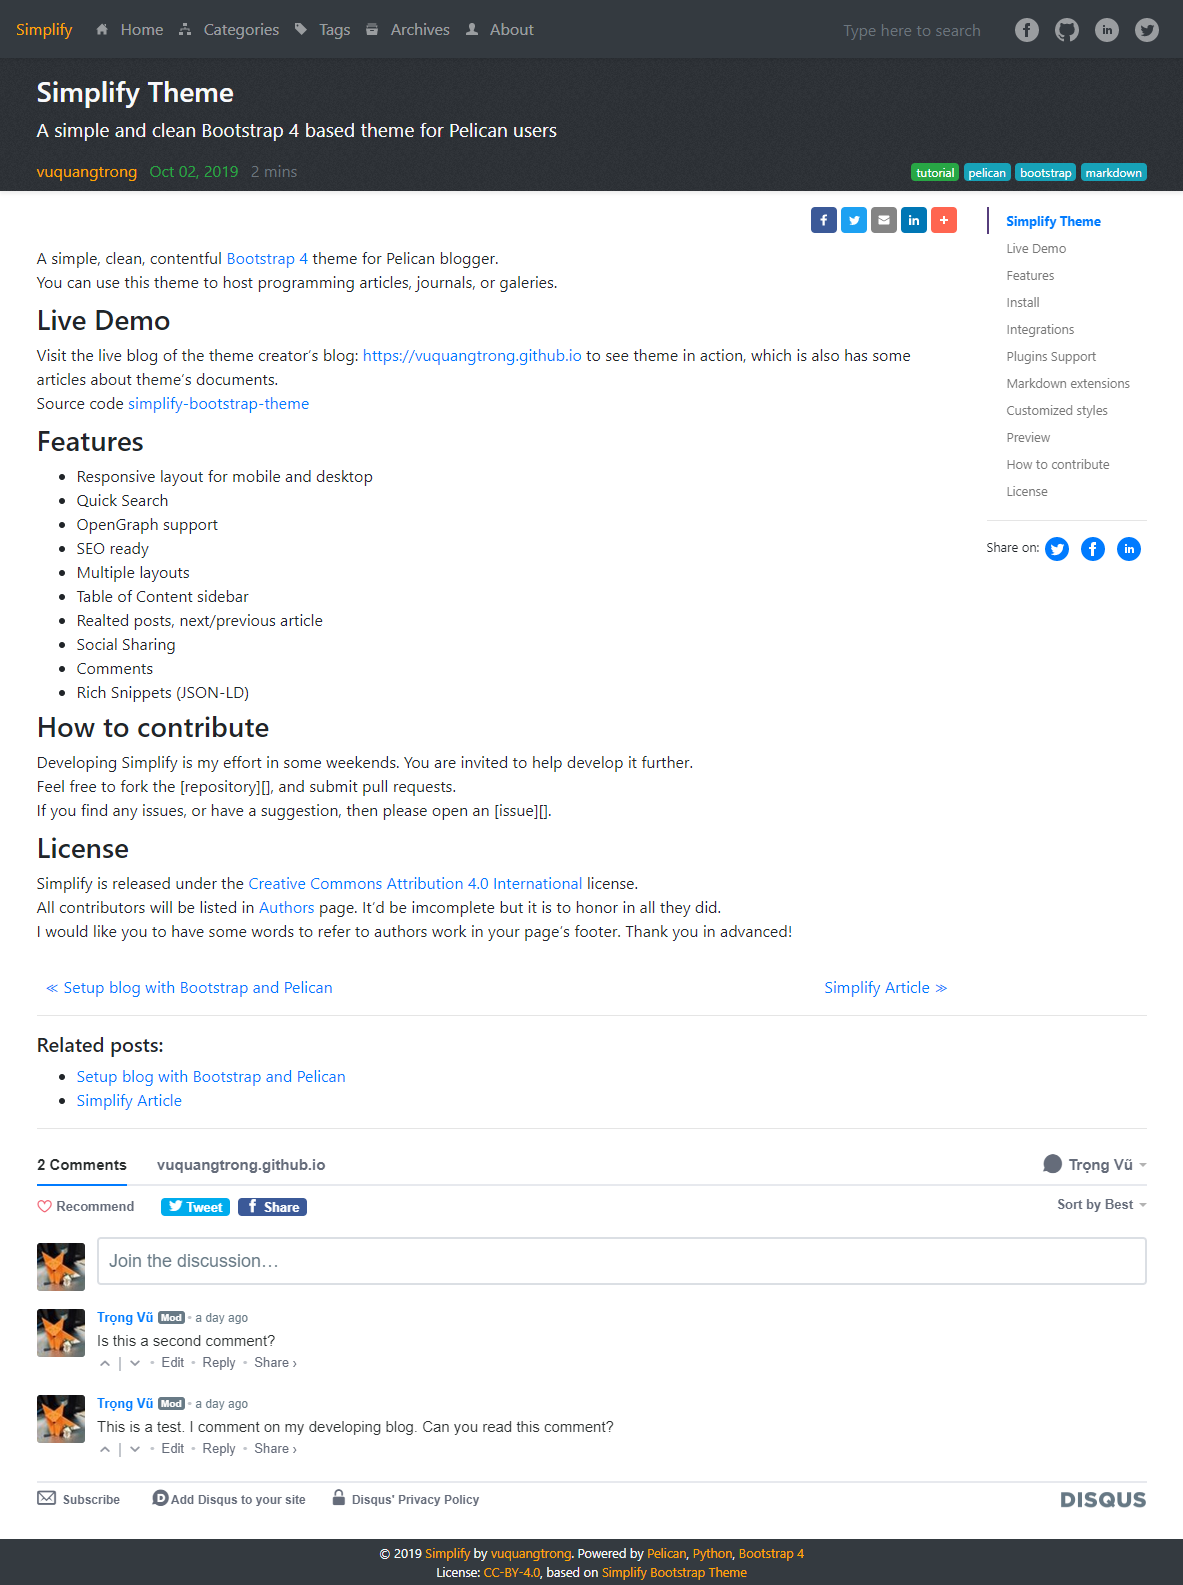 Simplify Home Categories Tags Archives About Type here to search
Simplify Theme
A simple and clean Bootstrap 4 based theme for Pelican users
vuquangtrong Oct 02, 2019 2 mins tutorial pelican bootstrap markdown
A simple, clean, contentful Bootstrap 4 theme for Pelican blogger.
You can use this theme to host programming articles, journals, or galeries.
Live Demo
Visit the live blog of the theme creator's blog: https://vuquangtrong.github.io to see theme in action, which is also has some
articles about theme's documents.
Source code simplify-bootstrap-theme
Features
Responsive layout for mobile and desktop
Quick Search
OpenGraph support
SEO ready
Multiple layouts
Table of Content sidebar
Realted posts, next/previous article
Social Sharing
Comments
Rich Snippets (JSON-LD)
How to contribute
Developing Simplify is my effort in some weekends. You are invited to help develop it further.
Feel free to fork the [repository][], and submit pull requests.
If you find any issues, or have a suggestion, then please open an [issue][].
License
Simplify is released under the Creative Commons Attribution 4.0 International license.
All contributors will be listed in Authors page. It'd be imcomplete but it is to honor in all they did.
I would like you to have some words to refer to authors work in your page's footer. Thank you in advanced!
≪ Setup blog with Bootstrap and Pelican Simplify Article ≫
Simplify Theme
Live Demo
Features
Install
Integrations
Plugins Support
Markdown extensions
Customized styles
Preview
How to contribute
License
Share on:
Related posts:
Setup blog with Bootstrap and Pelican
Simplify Article
2 Comments vuquangtrong.github.io Trọng Vũ
Recommend Tweet Share Sort by Best
Join the discussion…
Trọng Vũ Mod • a day ago
Is this a second comment?
| • Edit • Reply • Share ›
Trọng Vũ Mod • a day ago
This is a test. I comment on my developing blog. Can you read this comment?
| • Edit • Reply • Share ›
Subscribe Add Disqus to your site Disqus' Privacy Policy DISQUS
© 2019 Simplify by vuquangtrong. Powered by Pelican, Python, Bootstrap 4
License: CC-BY-4.0, based on Simplify Bootstrap Theme